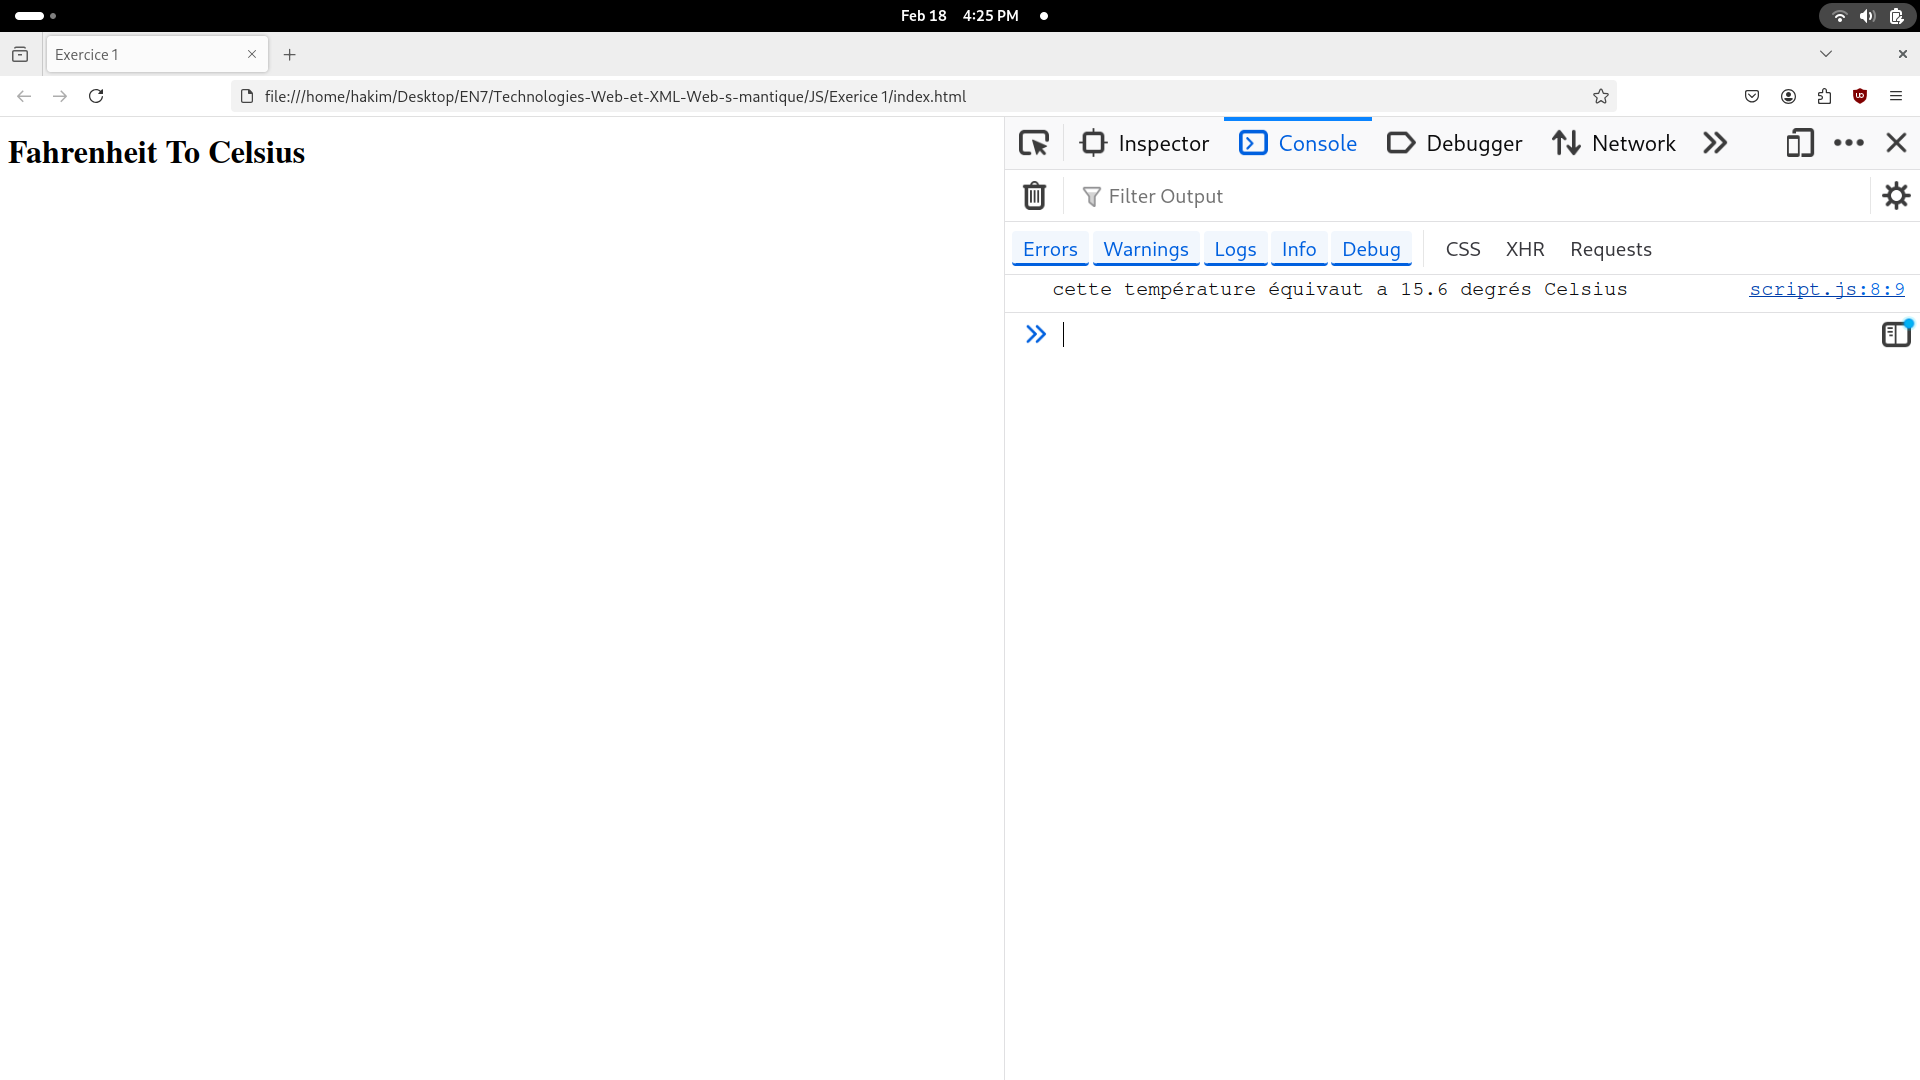 Feb 18 4:25 PM
Exercice 1
file:///home/hakim/Desktop/EN7/Technologies-Web-et-XML-Web-s-mantique/JS/Exerice 1/index.html
Fahrenheit To Celsius
Inspector Console Debugger Network
Filter Output
Errors Warnings Logs Info Debug CSS XHR Requests
cette température équivaut a 15.6 degrés Celsius script.js:8:9